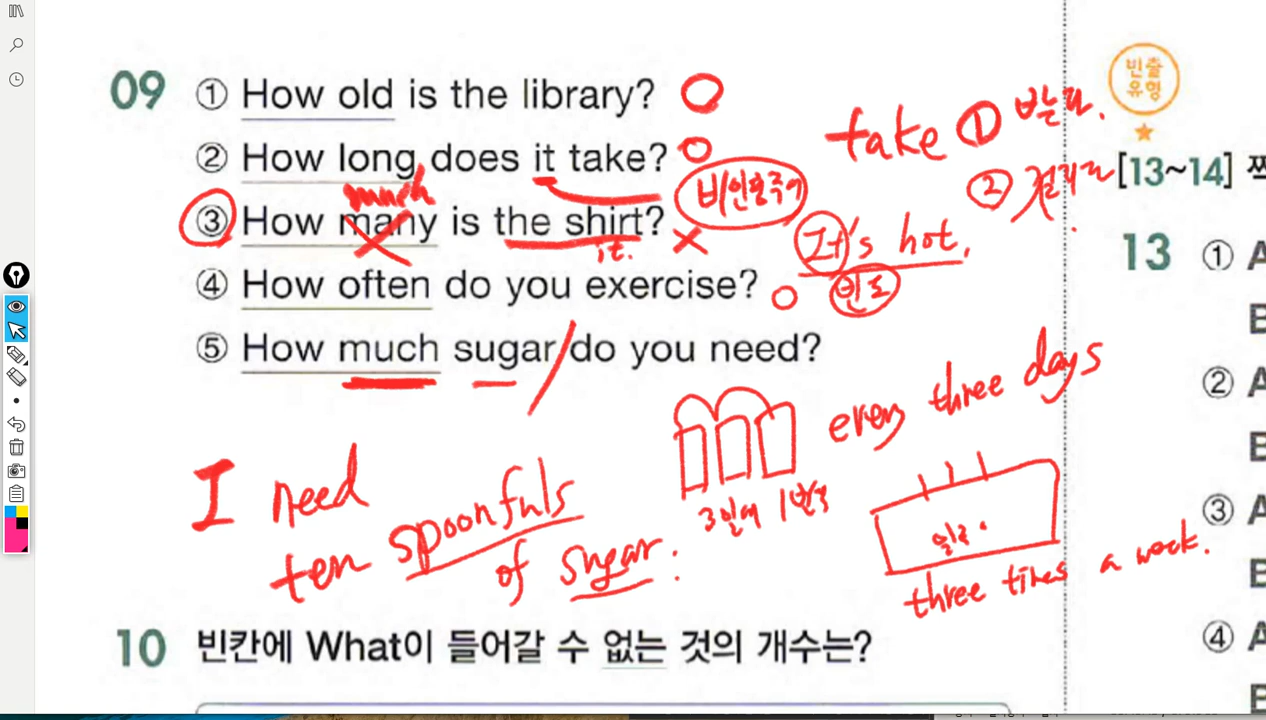 09 ① How old is the library?
take ① 받다.
② How long does it take?
② 걸리다
much
비인칭주어
③ How many is the shirt?
it.
It's hot.
④ How often do you exercise?
빈도
⑤ How much sugar do you need?
every three days
I need
ten spoonfuls
of sugar.
3일에 1번씩
three times a week.
10 빈칸에 What이 들어갈 수 없는 것의 개수는?
빈출
유형
[13~14]
13 ① A
B
② A
B
③ A
B
④ A
B